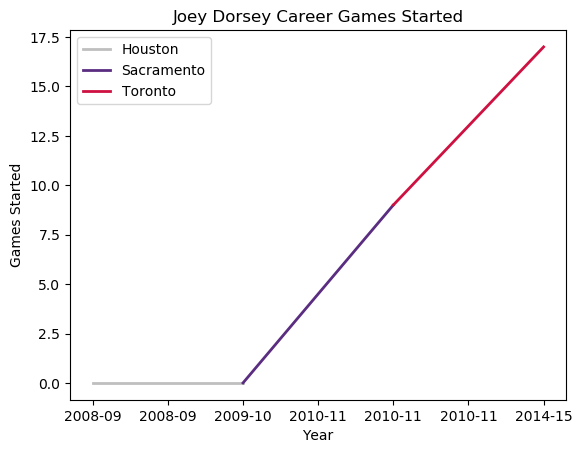 Joey Dorsey Career Games Started
Houston
Sacramento
Toronto
Games Started
17.5
15.0
12.5
10.0
7.5
5.0
2.5
0.0
2008-09 2008-09 2009-10 2010-11 2010-11 2010-11 2014-15
Year